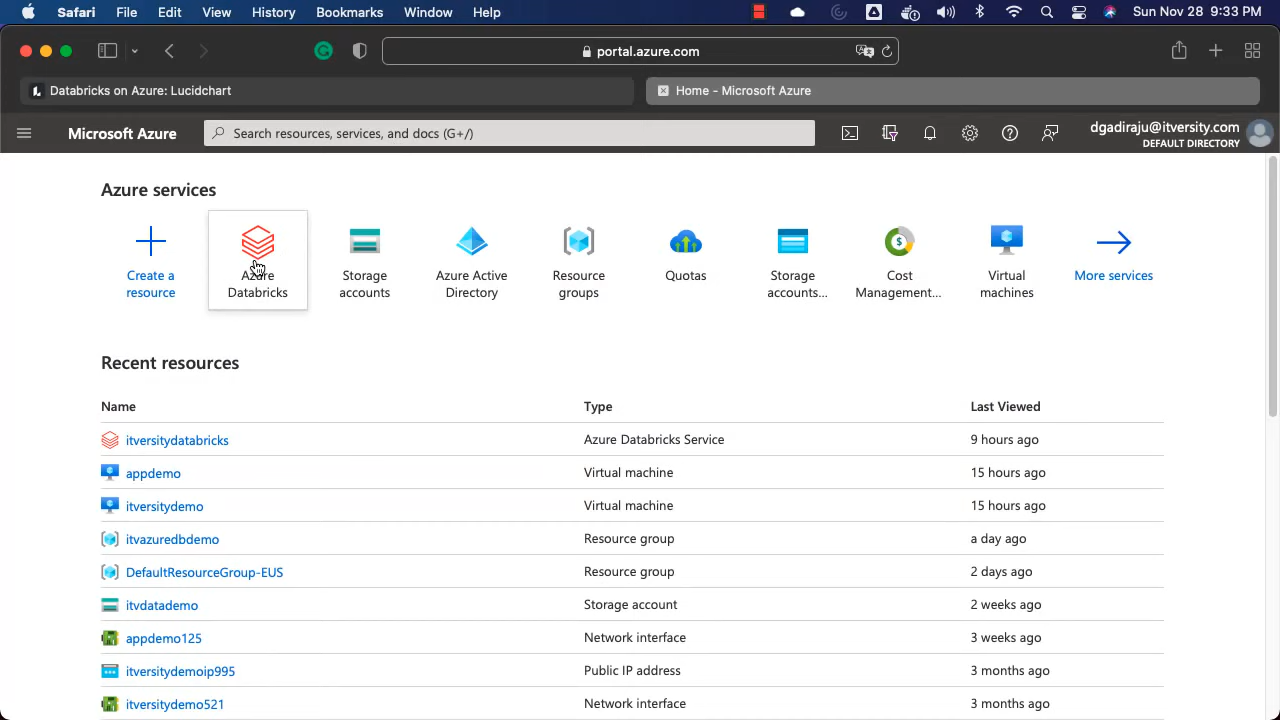 Safari File Edit View History Bookmarks Window Help Sun Nov 28 9:33 PM
portal.azure.com
Databricks on Azure: Lucidchart Home - Microsoft Azure
Microsoft Azure Search resources, services, and docs (G+/) dgadiraju@itversity.com
DEFAULT DIRECTORY
Azure services
Create a resource
Azure Databricks
Storage accounts
Azure Active Directory
Resource groups
Quotas
Storage accounts...
Cost Management...
Virtual machines
More services
Recent resources
Name Type Last Viewed
itversitydatabricks Azure Databricks Service 9 hours ago
appdemo Virtual machine 15 hours ago
itversitydemo Virtual machine 15 hours ago
itvazuredbdemo Resource group a day ago
DefaultResourceGroup-EUS Resource group 2 days ago
itvdatademo Storage account 2 weeks ago
appdemo125 Network interface 3 weeks ago
itversitydemoip995 Public IP address 3 months ago
itversitydemo521 Network interface 3 months ago